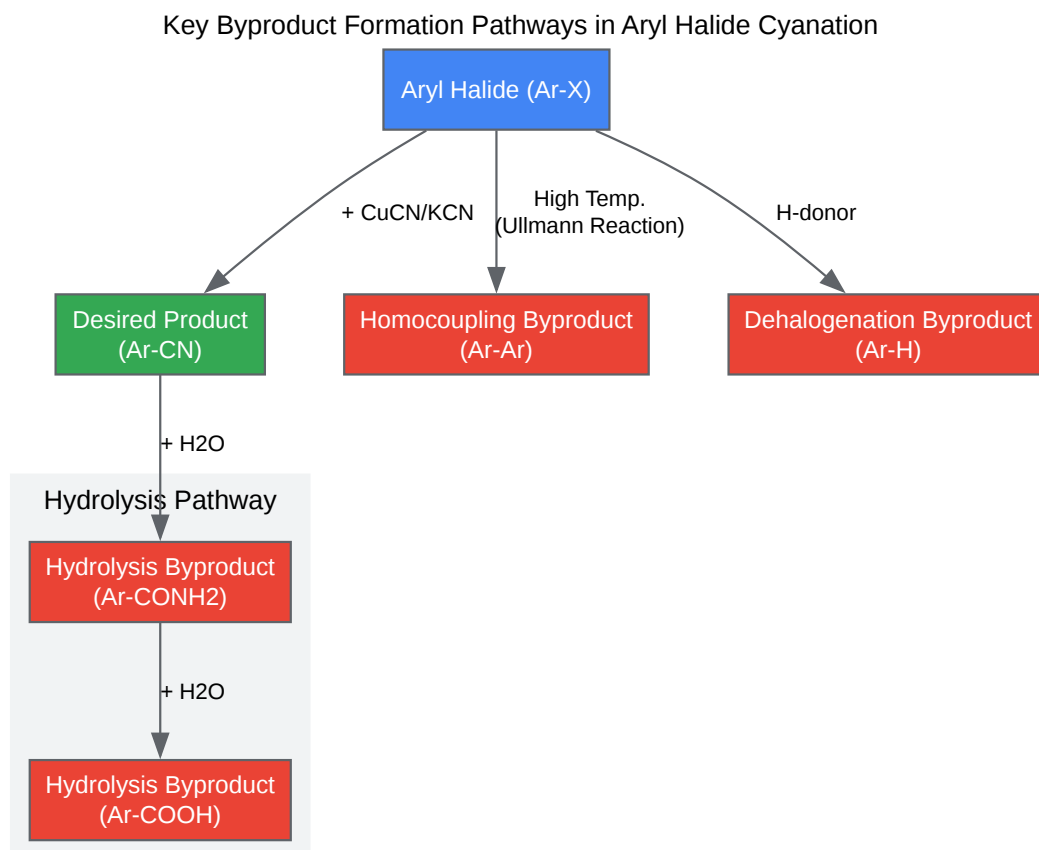 Key Byproduct Formation Pathways in Aryl Halide Cyanation
Aryl Halide (Ar-X)
+ CuCN/KCN
High Temp.
(Ullmann Reaction)
H-donor
Desired Product
(Ar-CN)
Homocoupling Byproduct
(Ar-Ar)
Dehalogenation Byproduct
(Ar-H)
+ H2O
Hydrolysis Pathway
Hydrolysis Byproduct
(Ar-CONH2)
+ H2O
Hydrolysis Byproduct
(Ar-COOH)